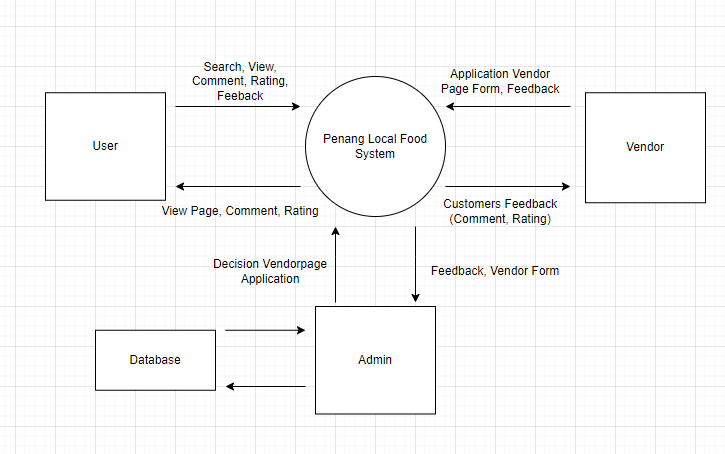 Search, View,
Comment, Rating,
Feeback
Application Vendor
Page Form, Feedback
User
Penang Local Food
System
Vendor
View Page, Comment, Rating
Customers Feedback
(Comment, Rating)
Decision Vendorpage
Application
Feedback, Vendor Form
Database
Admin